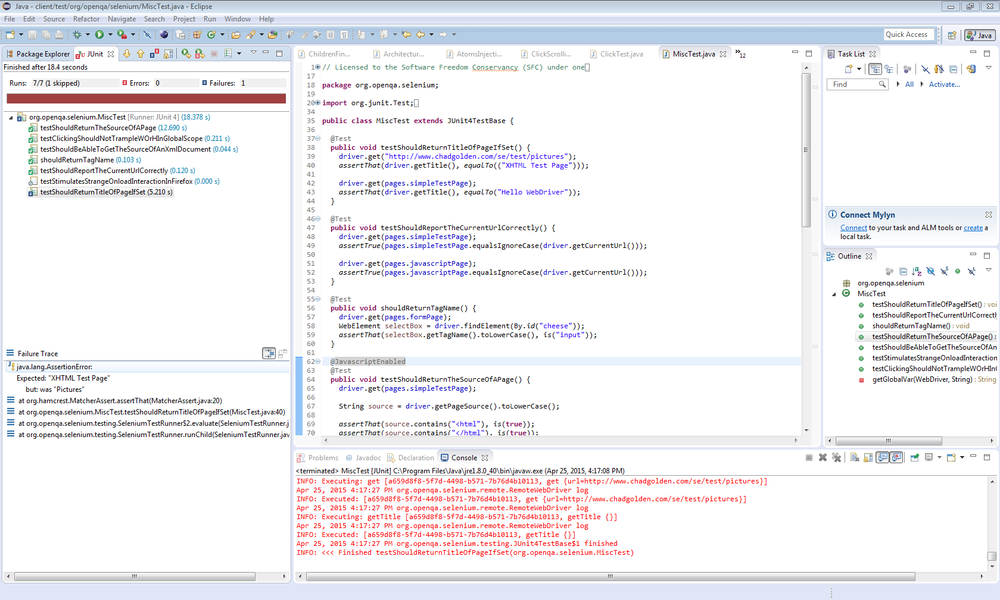 Java - client/test/org/openqa/selenium/MiscTest.java - Eclipse
File Edit Source Refactor Navigate Search Project Run Window Help
Quick Access
Java
Package Explorer JUnit
Finished after 18.4 seconds
Runs: 7/7 (1 skipped) Errors: 0 Failures: 1
org.openqa.selenium.MiscTest [Runner: JUnit 4] (18.378 s)
testShouldReturnTheSourceOfAPage (12.690 s)
testClickingShouldNotTrampleWOrHInGlobalScope (0.211 s)
testShouldBeAbleToGetTheSourceOfAnXmlDocument (0.044 s)
shouldReturnTagName (0.103 s)
testShouldReportTheCurrentUrlCorrectly (0.120 s)
testStimulatesStrangeOnloadInteractionInFirefox (0.000 s)
testShouldReturnTitleOfPageIfSet (5.210 s)
Failure Trace
java.lang.AssertionError:
Expected: "XHTML Test Page"
but: was "Pictures"
at org.hamcrest.MatcherAssert.assertThat(MatcherAssert.java:20)
at org.openqa.selenium.MiscTest.testShouldReturnTitleOfPageIfSet(MiscTest.java:40)
at org.openqa.selenium.testing.SeleniumTestRunner$2.evaluate(SeleniumTestRunner.j
at org.openqa.selenium.testing.SeleniumTestRunner.runChild(SeleniumTestRunner.jav
ChildrenFin... Architectur... AtomsInjecti... ClickScrolli... ClickTest.java MiscTest.java »12
1 // Licensed to the Software Freedom Conservancy (SFC) under one
17
18 package org.openqa.selenium;
19
20 import org.junit.Test;
34
35 public class MiscTest extends JUnit4TestBase {
36
37 @Test
38 public void testShouldReturnTitleOfPageIfSet() {
39 driver.get("http://www.chadgolden.com/se/test/pictures");
40 assertThat(driver.getTitle(), equalTo(("XHTML Test Page")));
41
42 driver.get(pages.simpleTestPage);
43 assertThat(driver.getTitle(), equalTo("Hello WebDriver"));
44 }
45
46 @Test
47 public void testShouldReportTheCurrentUrlCorrectly() {
48 driver.get(pages.simpleTestPage);
49 assertTrue(pages.simpleTestPage.equalsIgnoreCase(driver.getCurrentUrl()));
50
51 driver.get(pages.javascriptPage);
52 assertTrue(pages.javascriptPage.equalsIgnoreCase(driver.getCurrentUrl()));
53 }
54
55 @Test
56 public void shouldReturnTagName() {
57 driver.get(pages.formPage);
58 WebElement selectBox = driver.findElement(By.id("cheese"));
59 assertThat(selectBox.getTagName().toLowerCase(), is("input"));
60 }
61
62 @JavascriptEnabled
63 @Test
64 public void testShouldReturnTheSourceOfAPage() {
65 driver.get(pages.simpleTestPage);
66
67 String source = driver.getPageSource().toLowerCase();
68
69 assertThat(source.contains("<html"), is(true));
70 assertThat(source.contains("</html"), is(true));
Task List
Find All Activate...
Connect Mylyn
Connect to your task and ALM tools or create a
local task.
Outline
org.openqa.selenium
MiscTest
testShouldReturnTitleOfPageIfSet() : voi
testShouldReportTheCurrentUrlCorrectl
shouldReturnTagName() : void
testShouldReturnTheSourceOfAPage() :
testShouldBeAbleToGetTheSourceOfAn
testStimulatesStrangeOnloadInteraction
testClickingShouldNotTrampleWOrHInG
getGlobalVar(WebDriver, String) : String
Problems Javadoc Declaration Console
<terminated> MiscTest [JUnit] C:\Program Files\Java\jre1.8.0_40\bin\javaw.exe (Apr 25, 2015, 4:17:08 PM)
INFO: Executing: get [a659d8f8-5f7d-4498-b571-7b76d4b10113, get {url=http://www.chadgolden.com/se/test/pictures}]
Apr 25, 2015 4:17:27 PM org.openqa.selenium.remote.RemoteWebDriver log
INFO: Executed: [a659d8f8-5f7d-4498-b571-7b76d4b10113, get {url=http://www.chadgolden.com/se/test/pictures}]
Apr 25, 2015 4:17:27 PM org.openqa.selenium.remote.RemoteWebDriver log
INFO: Executing: getTitle [a659d8f8-5f7d-4498-b571-7b76d4b10113, getTitle {}]
Apr 25, 2015 4:17:27 PM org.openqa.selenium.remote.RemoteWebDriver log
INFO: Executed: [a659d8f8-5f7d-4498-b571-7b76d4b10113, getTitle {}]
Apr 25, 2015 4:17:27 PM org.openqa.selenium.testing.JUnit4TestBase$1 finished
INFO: <<< Finished testShouldReturnTitleOfPageIfSet(org.openqa.selenium.MiscTest)